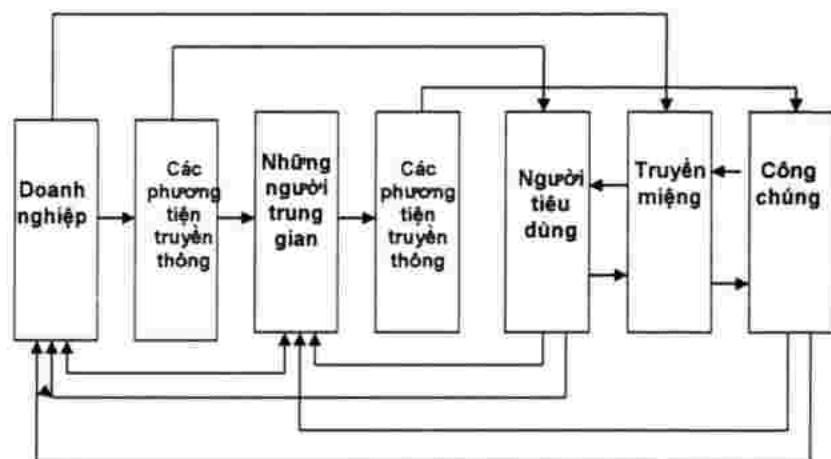 Doanh
nghiệp
Các
phương
tiện
truyền
thông
Những
người
trung
gian
Các
phương
tiện
truyền
thông
Người
tiêu
dùng
Truyền
miệng
Công
chúng